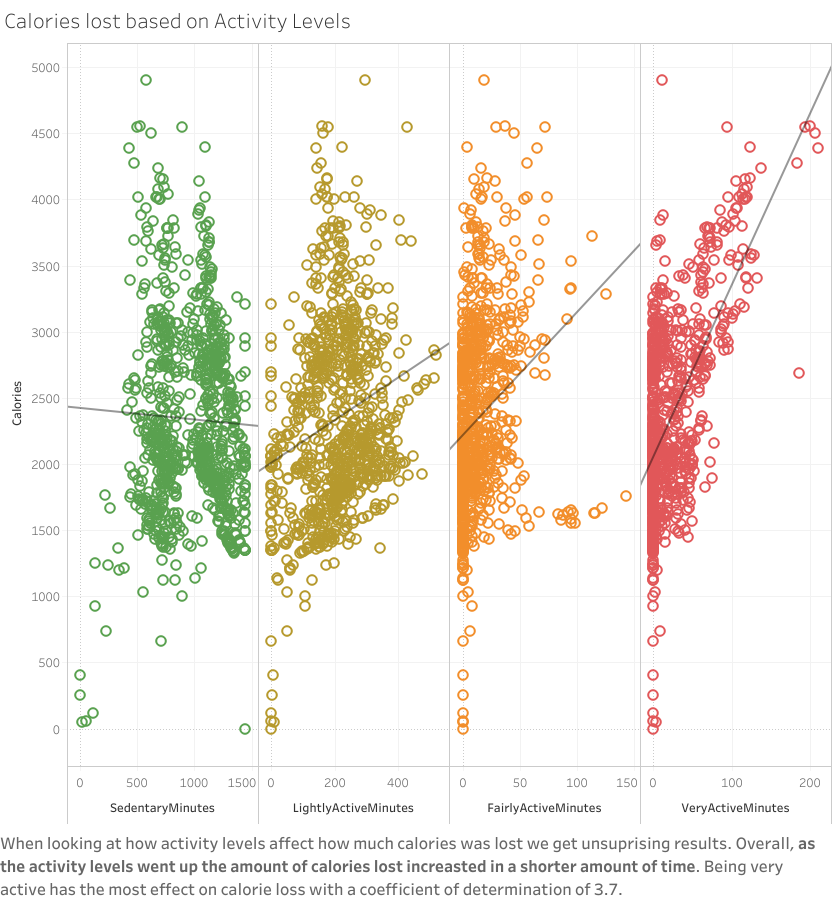 Calories lost based on Activity Levels
5000
4500
4000
3500
3000
2500
2000
1500
1000
500
0
Calories
0 500 1000 1500 0 200 400 0 50 100 150 0 100 200
SedentaryMinutes LightlyActiveMinutes FairlyActiveMinutes VeryActiveMinutes
When looking at how activity levels affect how much calories was lost we get unsuprising results. Overall, as
the activity levels went up the amount of calories lost increasted in a shorter amount of time. Being very
active has the most effect on calorie loss with a coefficient of determination of 3.7.